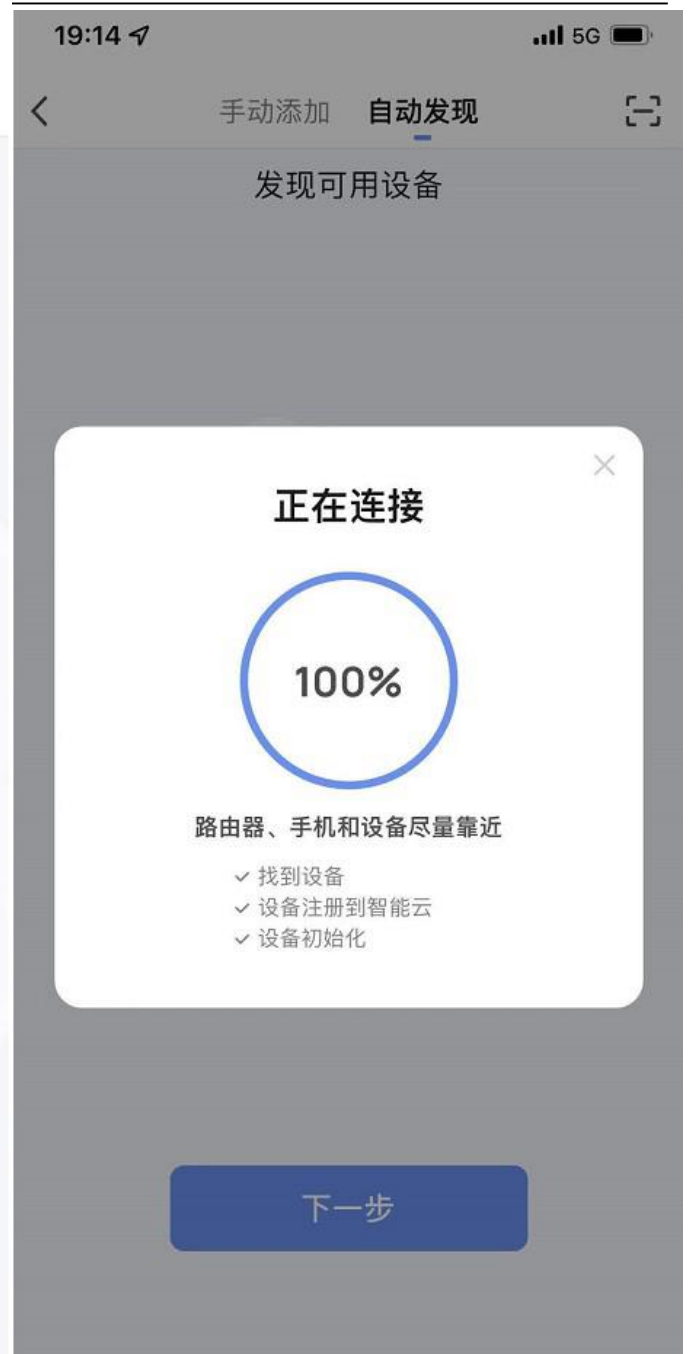 19:14 5G
手动添加 自动发现
发现可用设备
正在连接
100%
路由器、手机和设备尽量靠近
✓ 找到设备
✓ 设备注册到智能云
✓ 设备初始化
下一步